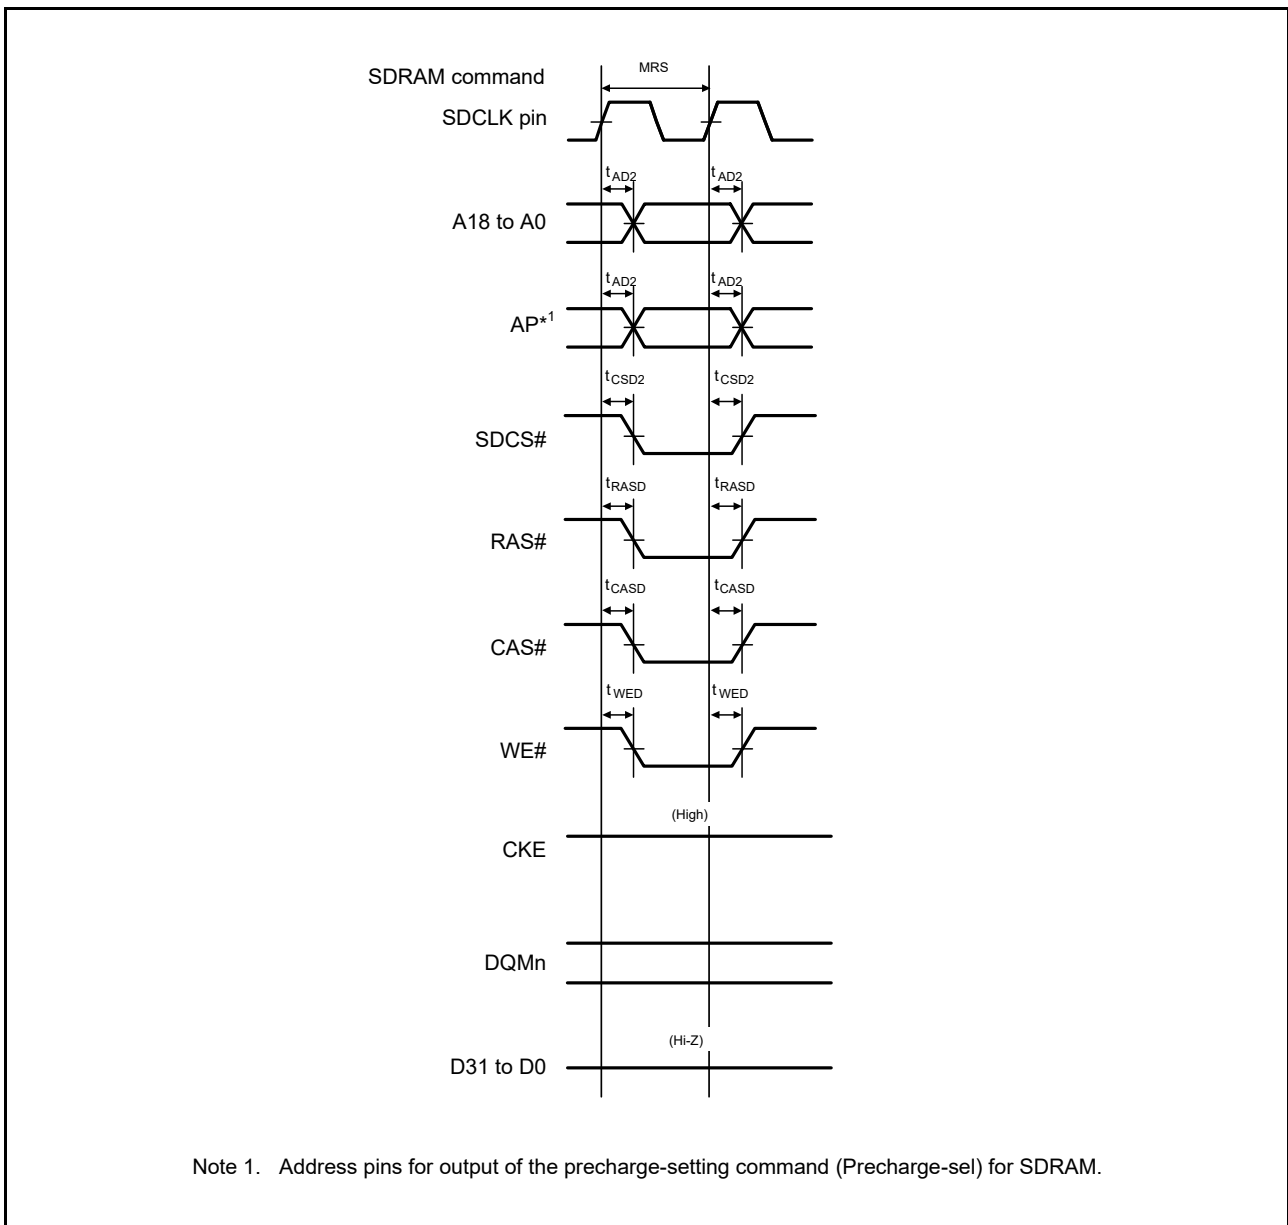 SDRAM command
MRS
SDCLK pin
tAD2 tAD2
A18 to A0
tAD2 tAD2
AP*1
tCSD2 tCSD2
SDCS#
tRASD tRASD
RAS#
tCASD tCASD
CAS#
tWED tWED
WE#
(High)
CKE
DQMn
(Hi-Z)
D31 to D0
Note 1. Address pins for output of the precharge-setting command (Precharge-sel) for SDRAM.